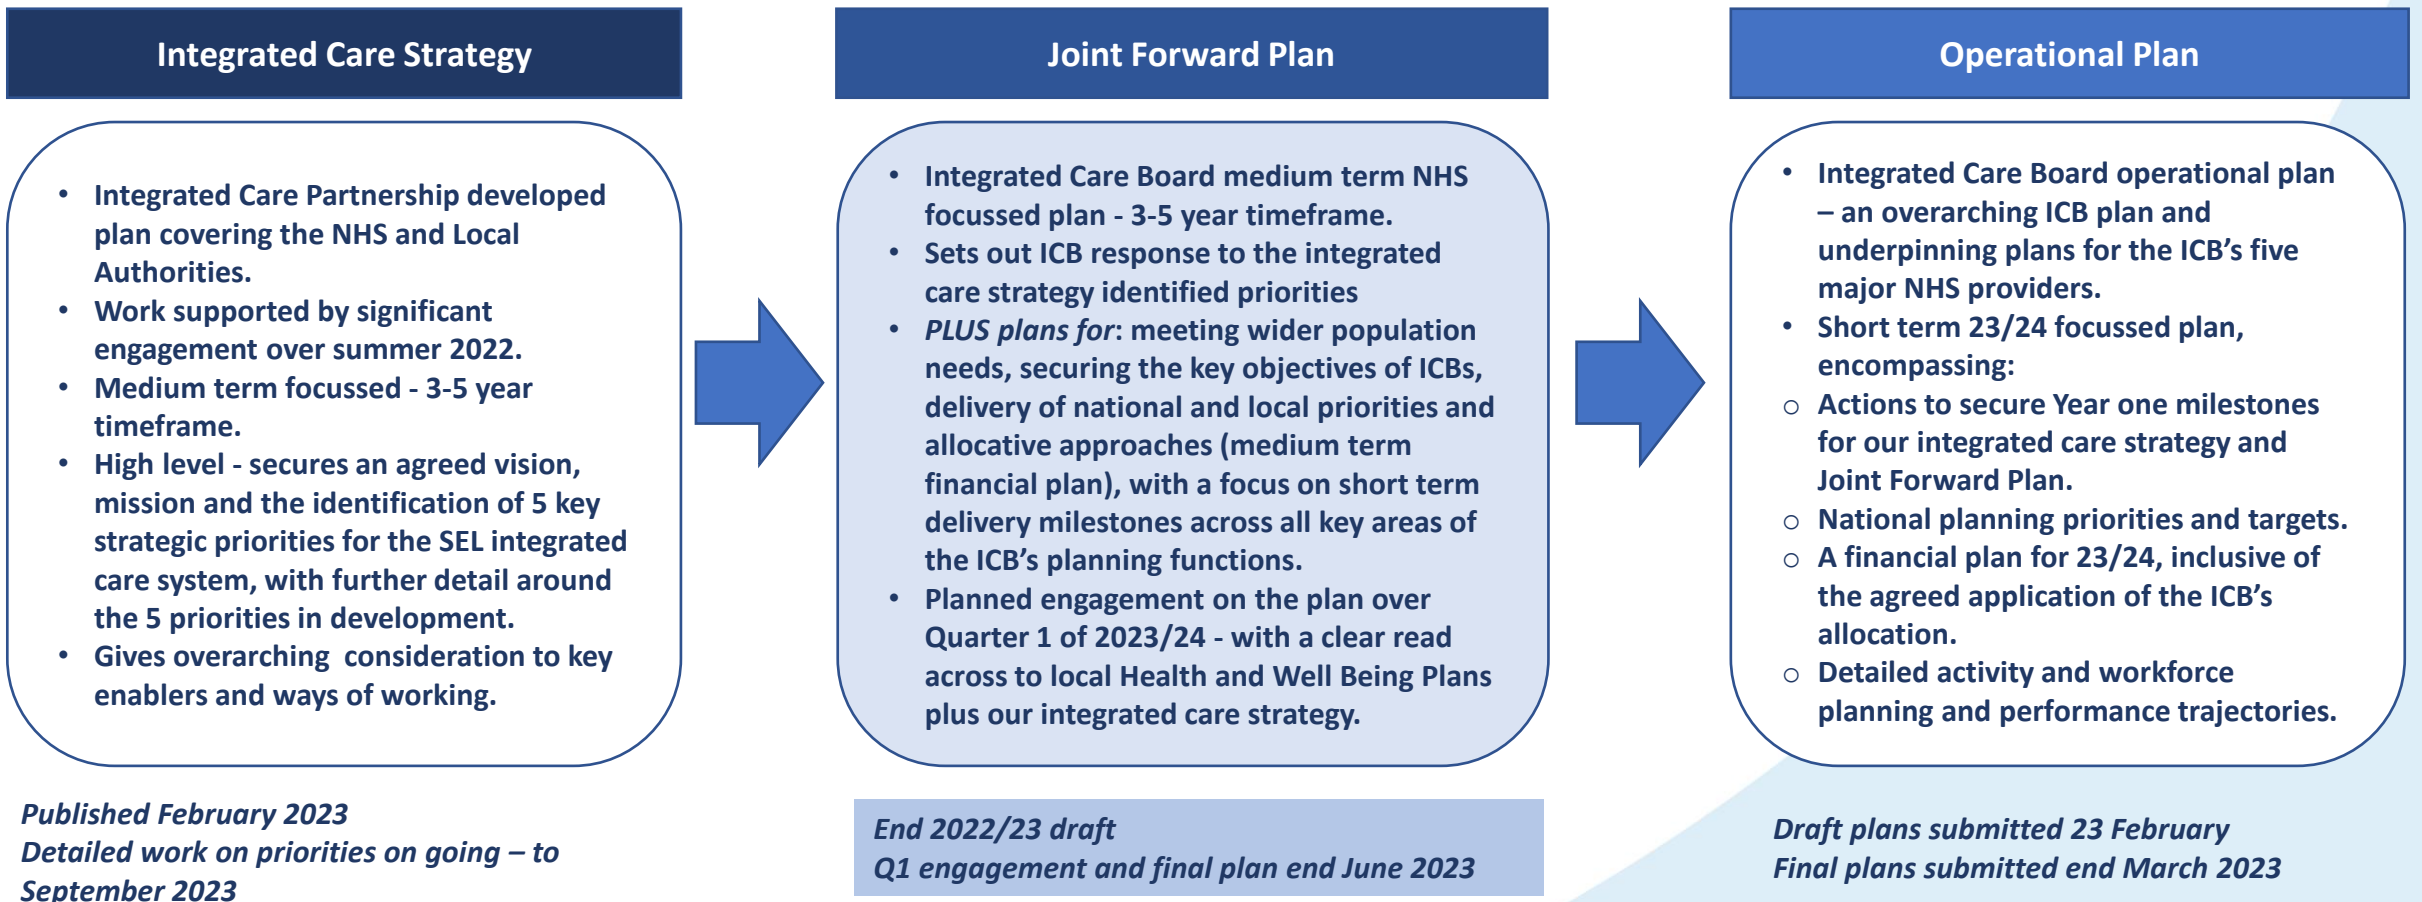 Integrated Care Strategy
• Integrated Care Partnership developed
plan covering the NHS and Local
Authorities.
• Work supported by significant
engagement over summer 2022.
• Medium term focussed - 3-5 year
timeframe.
• High level - secures an agreed vision,
mission and the identification of 5 key
strategic priorities for the SEL integrated
care system, with further detail around
the 5 priorities in development.
• Gives overarching consideration to key
enablers and ways of working.
Published February 2023
Detailed work on priorities on going – to
September 2023
Joint Forward Plan
• Integrated Care Board medium term NHS
focussed plan - 3-5 year timeframe.
• Sets out ICB response to the integrated
care strategy identified priorities
• PLUS plans for: meeting wider population
needs, securing the key objectives of ICBs,
delivery of national and local priorities and
allocative approaches (medium term
financial plan), with a focus on short term
delivery milestones across all key areas of
the ICB’s planning functions.
• Planned engagement on the plan over
Quarter 1 of 2023/24 - with a clear read
across to local Health and Well Being Plans
plus our integrated care strategy.
End 2022/23 draft
Q1 engagement and final plan end June 2023
Operational Plan
• Integrated Care Board operational plan
– an overarching ICB plan and
underpinning plans for the ICB’s five
major NHS providers.
• Short term 23/24 focussed plan,
encompassing:
o Actions to secure Year one milestones
for our integrated care strategy and
Joint Forward Plan.
o National planning priorities and targets.
o A financial plan for 23/24, inclusive of
the agreed application of the ICB’s
allocation.
o Detailed activity and workforce
planning and performance trajectories.
Draft plans submitted 23 February
Final plans submitted end March 2023